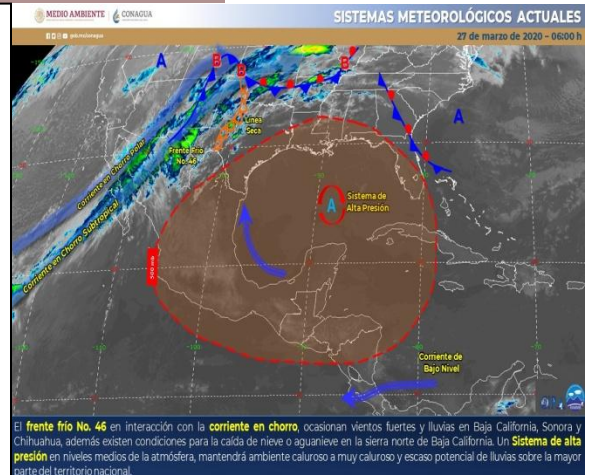 MEDIO AMBIENTE | CONAGUA
SISTEMAS METEOROLÓGICOS ACTUALES
27 de marzo de 2020 – 06:00 h
A
B
B
B
A
Línea
Seca
Frente Frío
No. 46
Corriente en Chorro Polar
Corriente en Chorro Subtropical
A
Sistema de
Alta Presión
500 mb
Corriente de
Bajo Nivel
El frente frío No. 46 en interacción con la corriente en chorro, ocasionan vientos fuertes y lluvias en Baja California, Sonora y
Chihuahua, además existen condiciones para la caída de nieve o aguanieve en la sierra norte de Baja California. Un Sistema de alta
presión en niveles medios de la atmósfera, mantendrá ambiente caluroso a muy caluroso y escaso potencial de lluvias sobre la mayor
parte del territorio nacional.